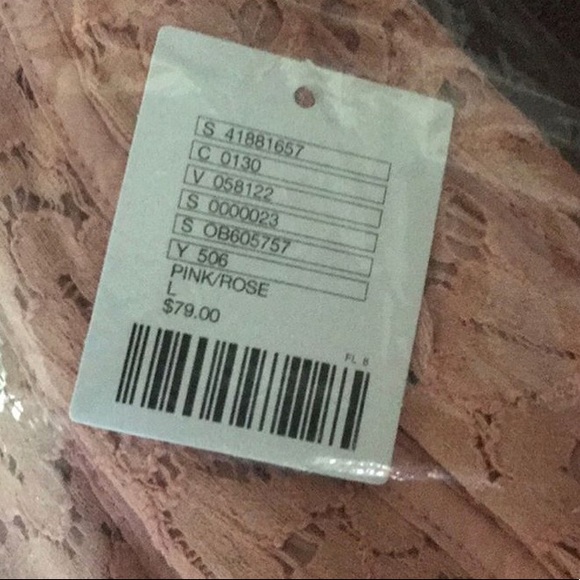 S 41881657
C 0130
V 058122
S 0000023
S OB605757
Y 506
PINK/ROSE
L
$79.00
FL 8